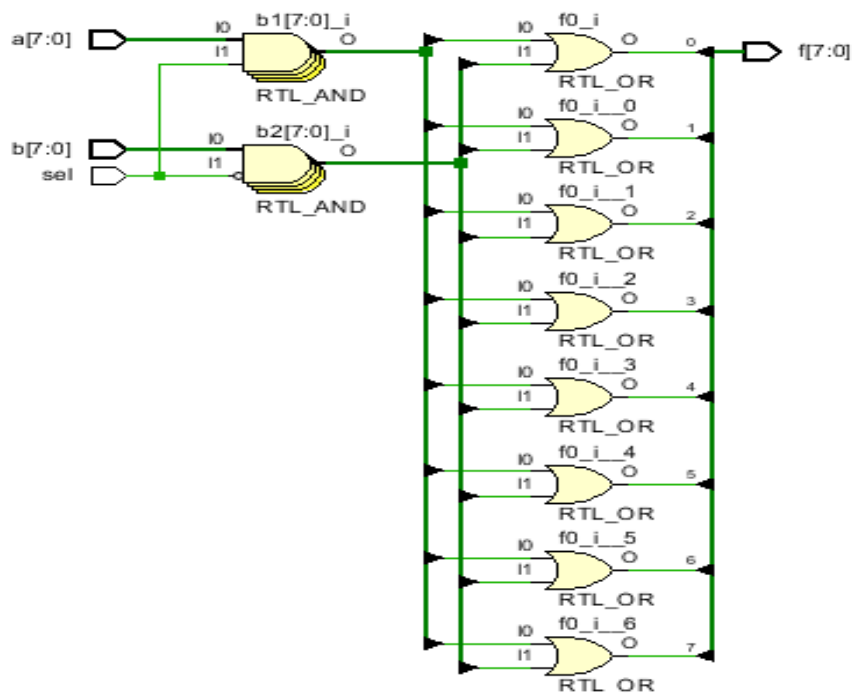 b1[7:0]_i
f0_i
a[7:0]
I0
I1
O
RTL_AND
I0
I1
O
0
RTL_OR
f[7:0]
b[7:0]
sel
b2[7:0]_i
I0
I1
O
RTL_AND
f0_i__0
I0
I1
O
1
RTL_OR
f0_i__1
I0
I1
O
2
RTL_OR
f0_i__2
I0
I1
O
3
RTL_OR
f0_i__3
I0
I1
O
4
RTL_OR
f0_i__4
I0
I1
O
5
RTL_OR
f0_i__5
I0
I1
O
6
RTL_OR
f0_i__6
I0
I1
O
7
RTL_OR